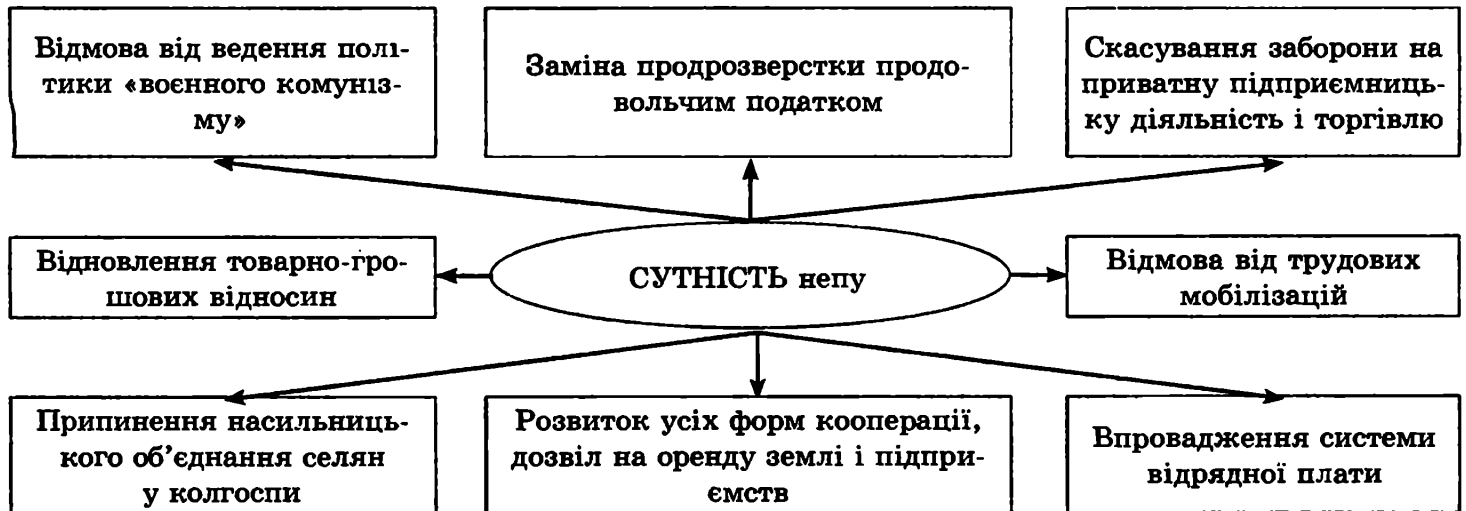 Відмова від ведення полі-
тики «воєнного комуніз-
му»
Заміна продрозверстки продо-
вольчим податком
Скасування заборони на
приватну підприємниць-
ку діяльність і торгівлю
Відновлення товарно-гро-
шових відносин
СУТНІСТЬ непу
Відмова від трудових
мобілізацій
Припинення насильниць-
кого об’єднання селян
у колгоспи
Розвиток усіх форм кооперації,
дозвіл на оренду землі і підпри-
ємств
Впровадження системи
відрядної плати